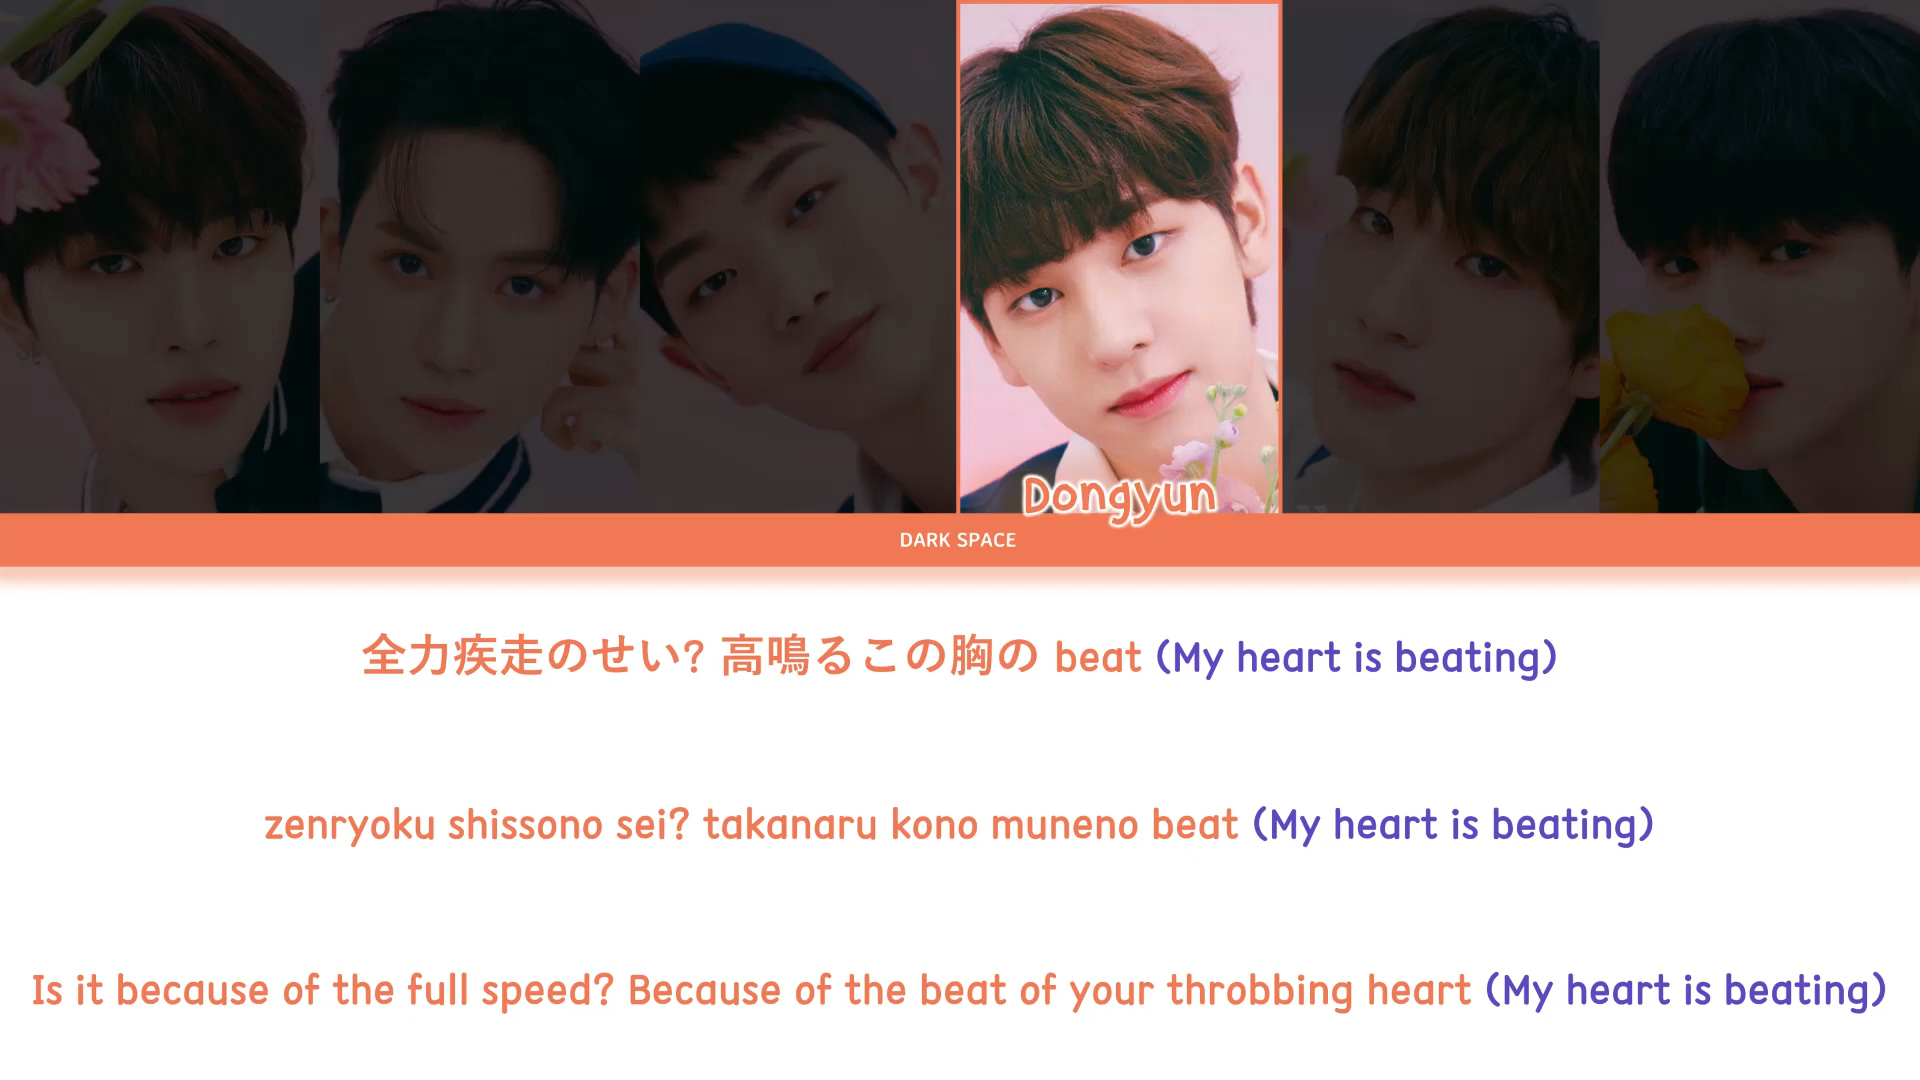 Dongyun
DARK SPACE
全力疾走のせい? 高鳴るこの胸の beat (My heart is beating)
zenryoku shissono sei? takanaru kono muneno beat (My heart is beating)
Is it because of the full speed? Because of the beat of your throbbing heart (My heart is beating)